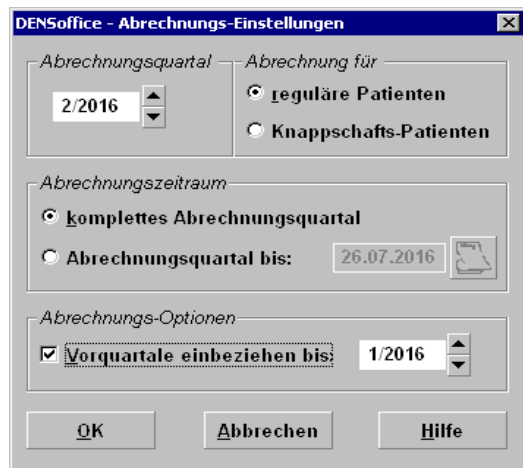 DENSoffice - Abrechnungs-Einstellungen
Abrechnungsquartal
2/2016
Abrechnung für
reguläre Patienten
Knappschafts-Patienten
Abrechnungszeitraum
komplettes Abrechnungsquartal
Abrechnungsquartal bis:
26.07.2016
Abrechnungs-Optionen
Vorquartale einbeziehen bis:
1/2016
OK
Abbrechen
Hilfe